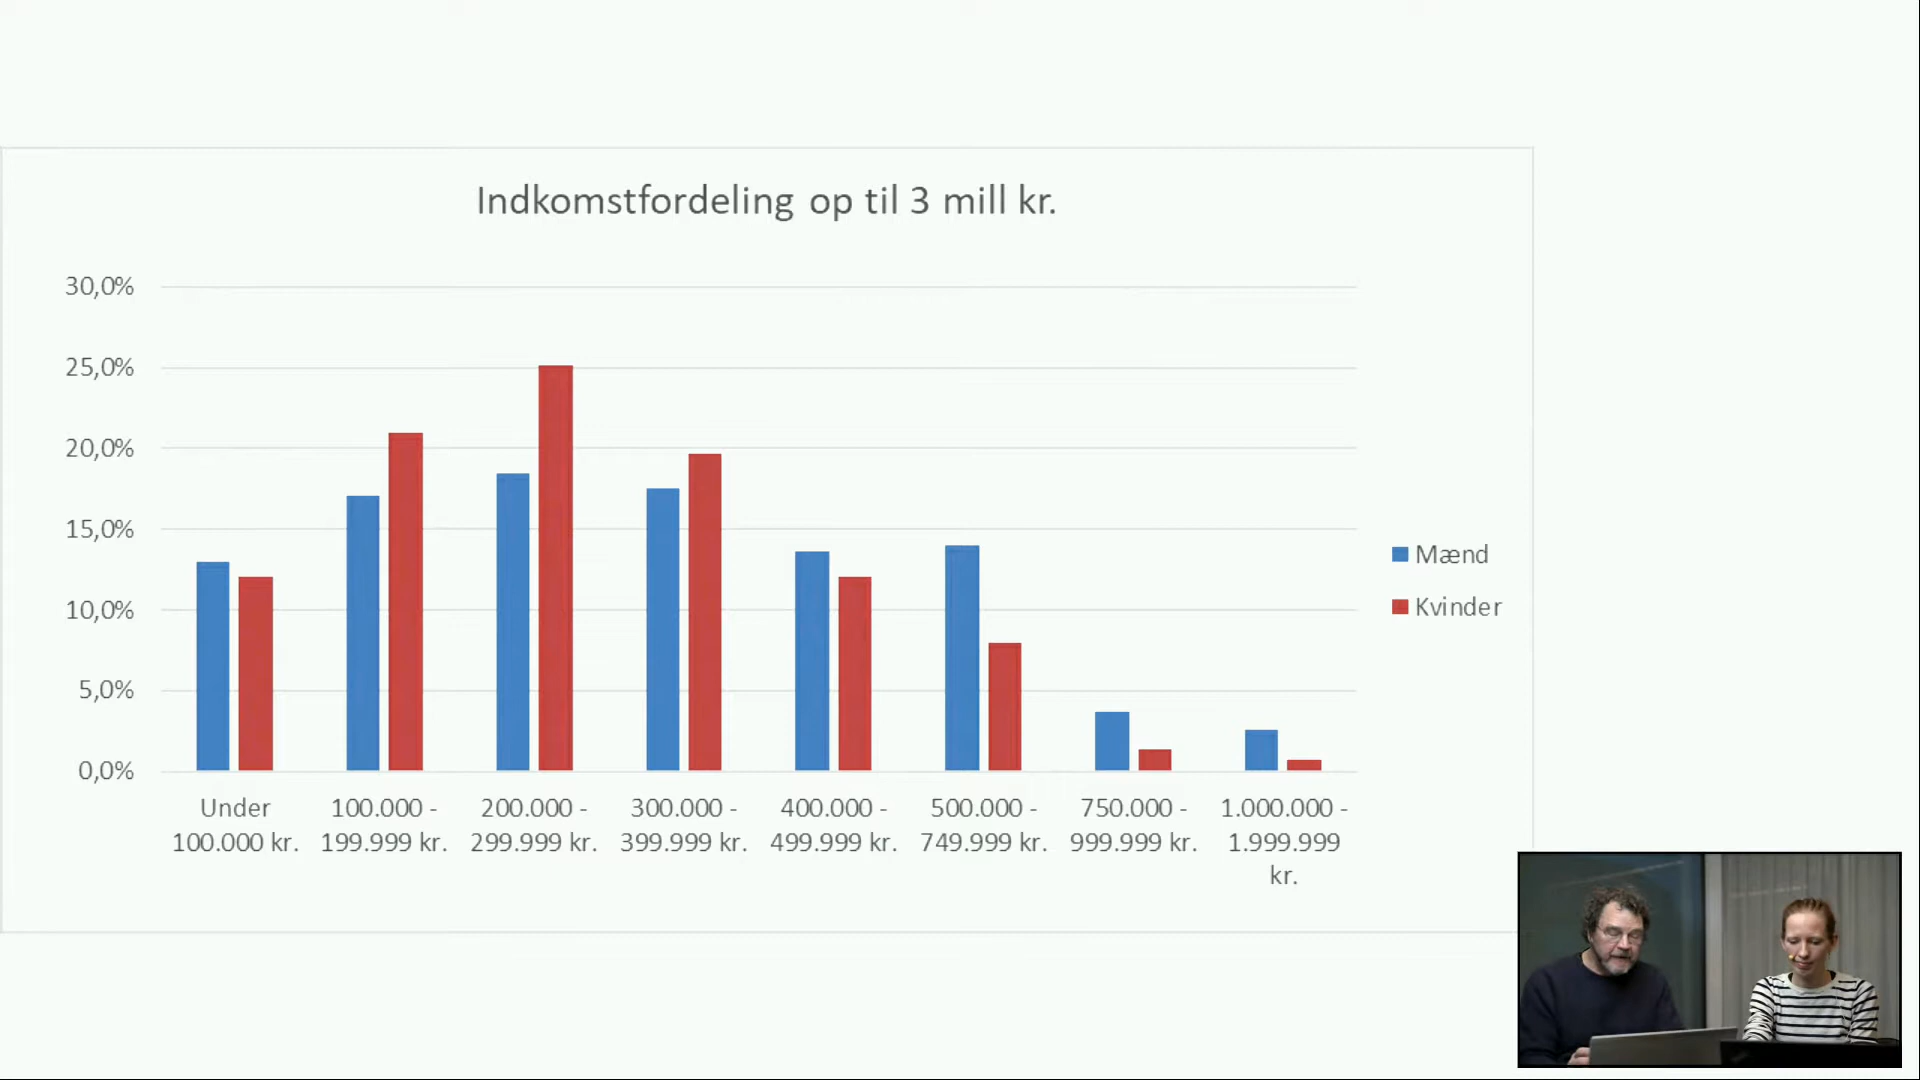 Indkomstfordeling op til 3 mill kr.
30,0%
25,0%
20,0%
15,0%
10,0%
5,0%
0,0%
Under
100.000 kr.
100.000 -
199.999 kr.
200.000 -
299.999 kr.
300.000 -
399.999 kr.
400.000 -
499.999 kr.
500.000 -
749.999 kr.
750.000 -
999.999 kr.
1.000.000 -
1.999.999
kr.
Mænd
Kvinder